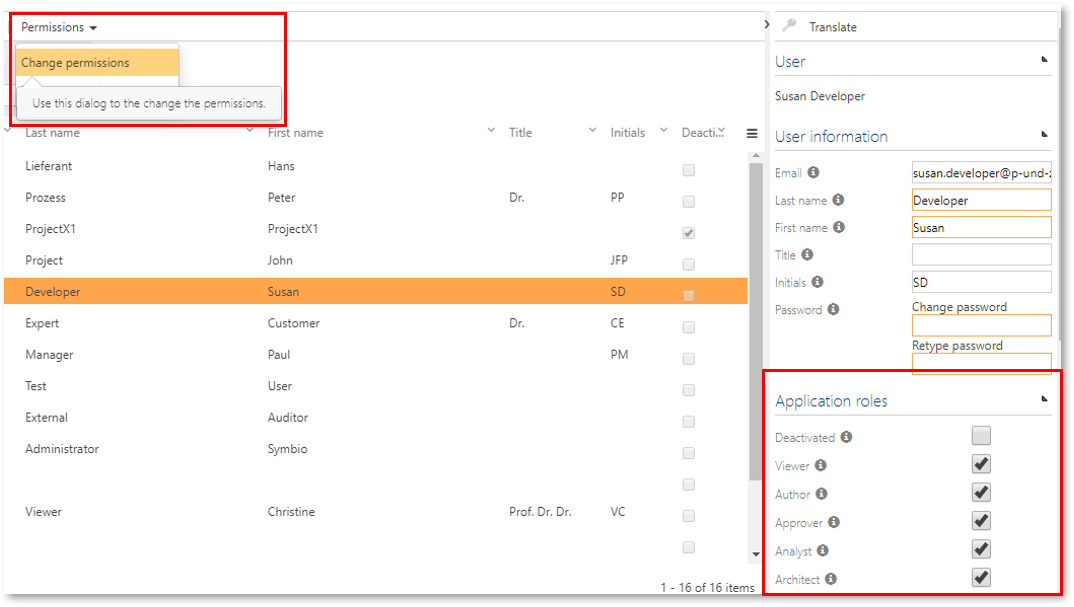 Permissions
Change permissions
Use this dialog to the change the permissions.
Last name First name Title Initials Deacti...
Lieferant Hans
Prozess Peter Dr. PP
ProjectX1 ProjectX1
Project John JFP
Developer Susan SD
Expert Customer Dr. CE
Manager Paul PM
Test User
External Auditor
Administrator Symbio
Viewer Christine Prof. Dr. Dr. VC
1 - 16 of 16 items
Translate
User
Susan Developer
User information
Email susan.developer@p-und-
Last name Developer
First name Susan
Title
Initials SD
Password Change password
Retype password
Application roles
Deactivated
Viewer
Author
Approver
Analyst
Architect